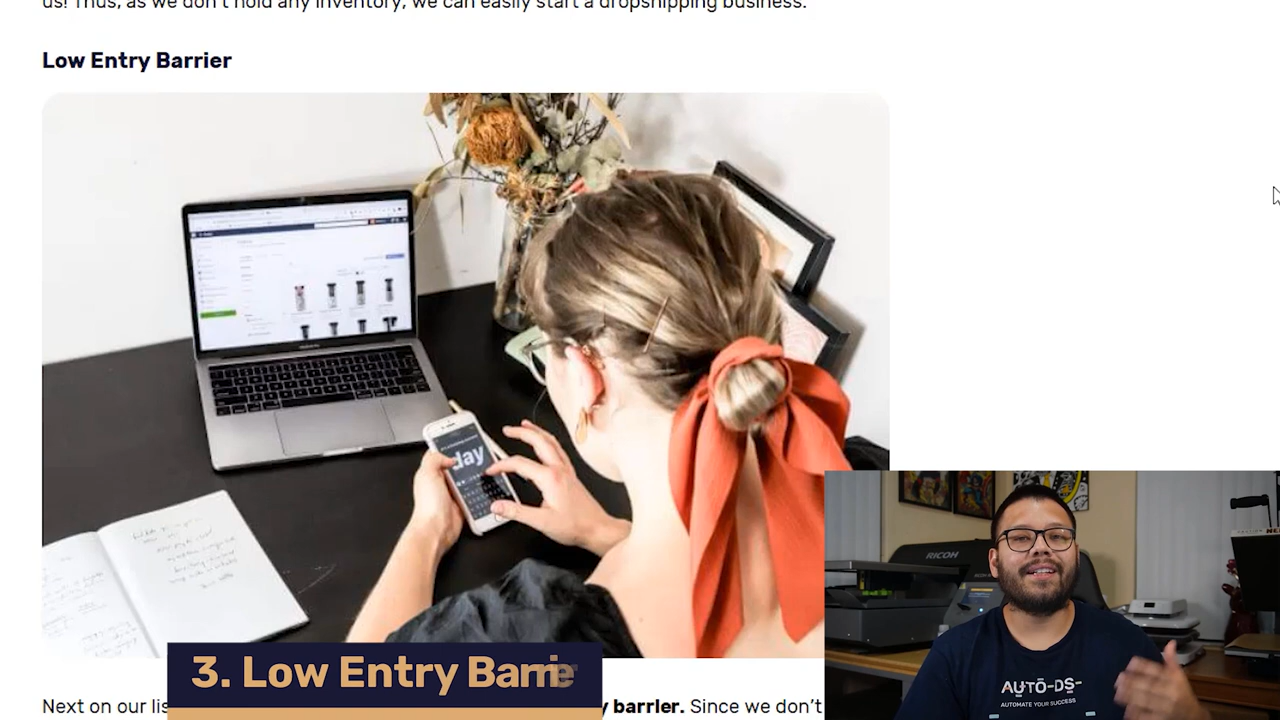 us! Thus, as we don't hold any inventory, we can easily start a dropshipping business.
Low Entry Barrier
day
RICOH
AUTO-DS-
AUTOMATE YOUR SUCCESS
3. Low Entry Barrie
Next on our lis
y barrier. Since we don't